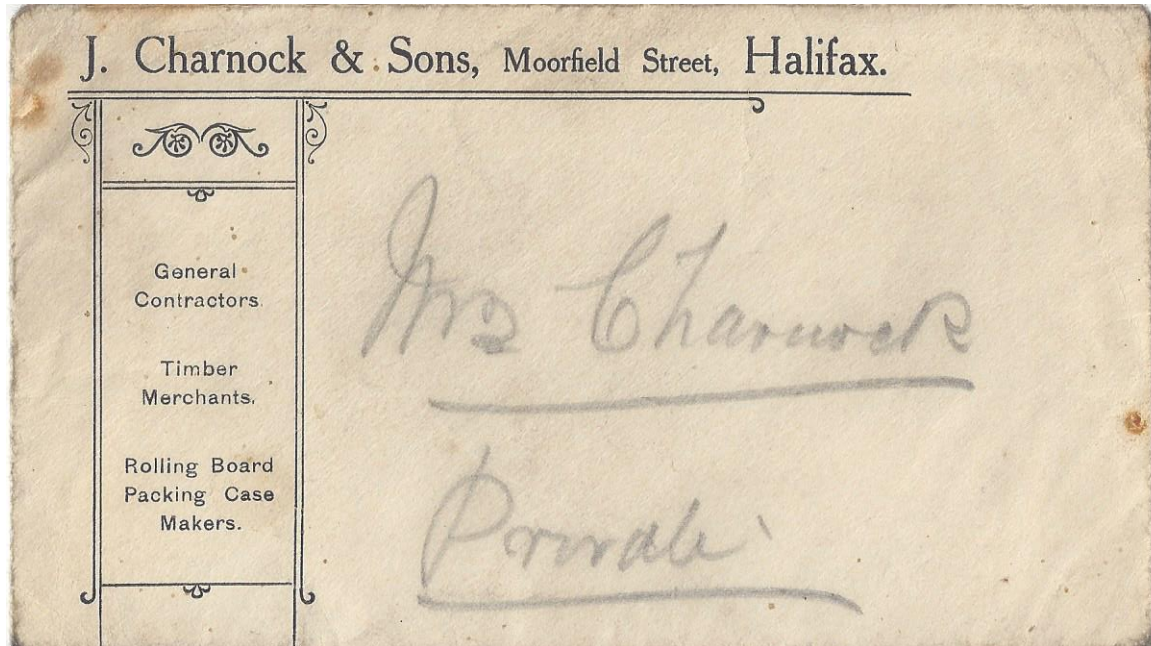 J. Charnock & Sons, Moorfield Street, Halifax.
General
Contractors.
Timber
Merchants.
Rolling Board
Packing Case
Makers.
Mrs Charnock
Private